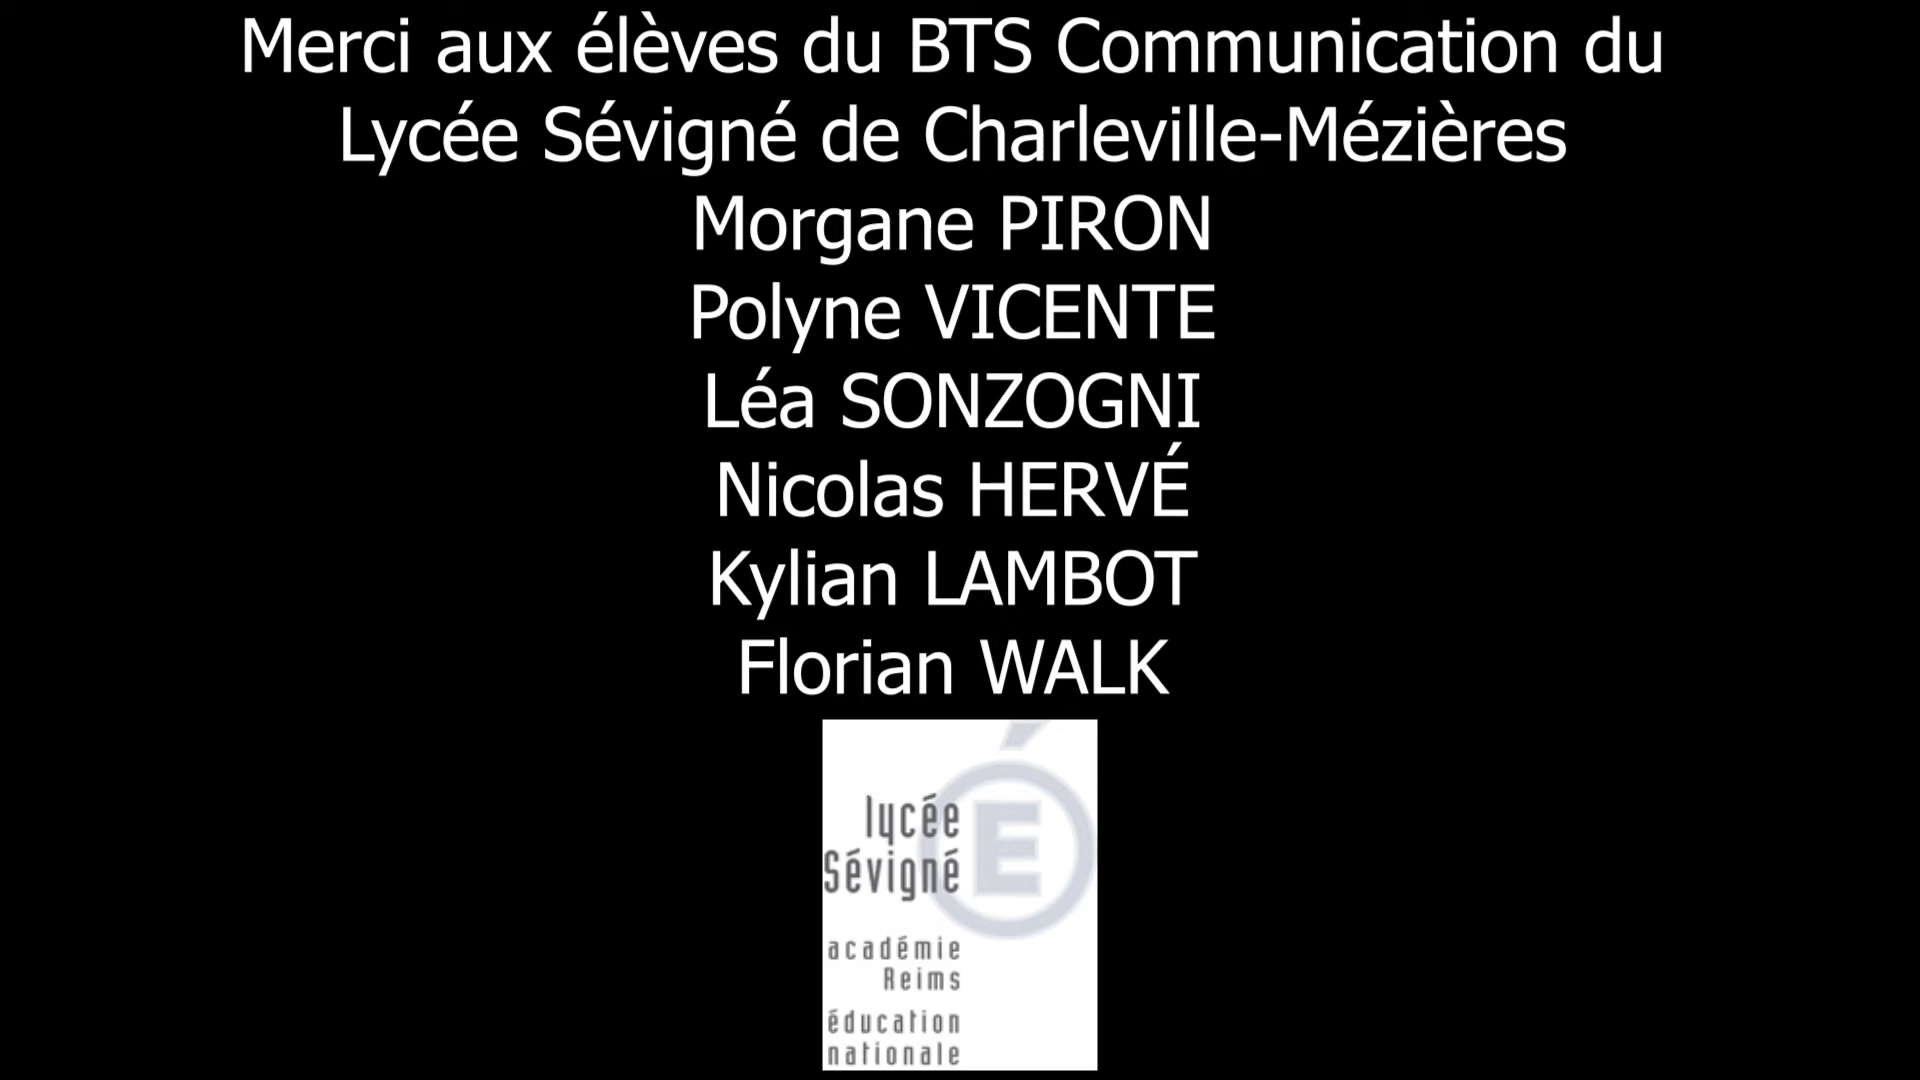 Merci aux élèves du BTS Communication du
Lycée Sévigné de Charleville-Mézières
Morgane PIRON
Polyne VICENTE
Léa SONZOGNI
Nicolas HERVÉ
Kylian LAMBOT
Florian WALK
É
lycée
Sévigné
académie
Reims
éducation
nationale